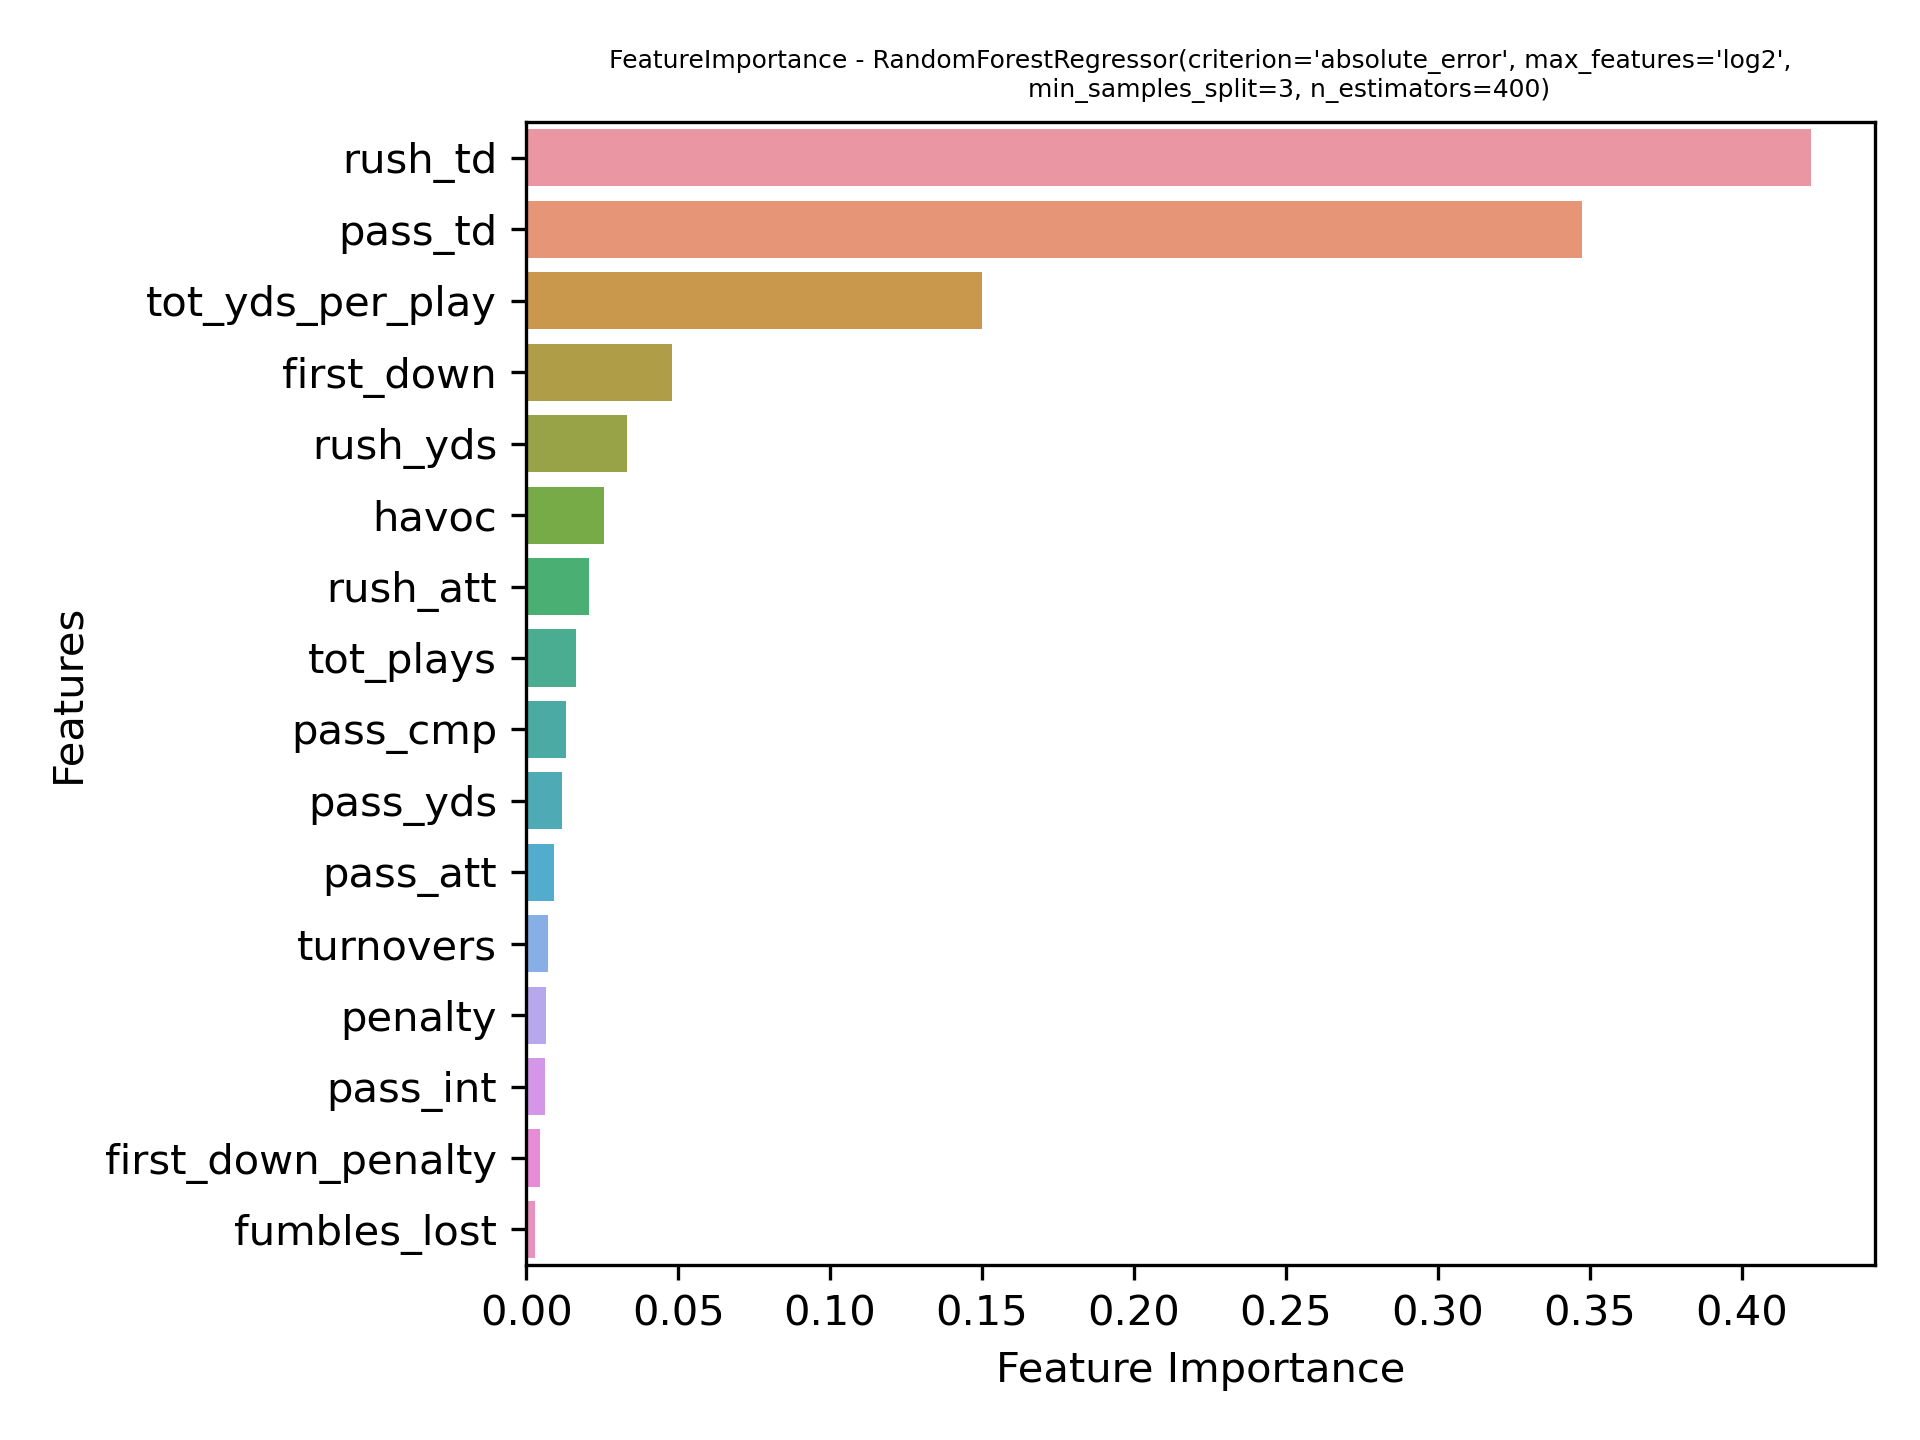 FeatureImportance - RandomForestRegressor(criterion='absolute_error', max_features='log2',
min_samples_split=3, n_estimators=400)
rush_td
pass_td
tot_yds_per_play
first_down
rush_yds
havoc
rush_att
tot_plays
pass_cmp
pass_yds
pass_att
turnovers
penalty
pass_int
first_down_penalty
fumbles_lost
Features
0.00 0.05 0.10 0.15 0.20 0.25 0.30 0.35 0.40
Feature Importance